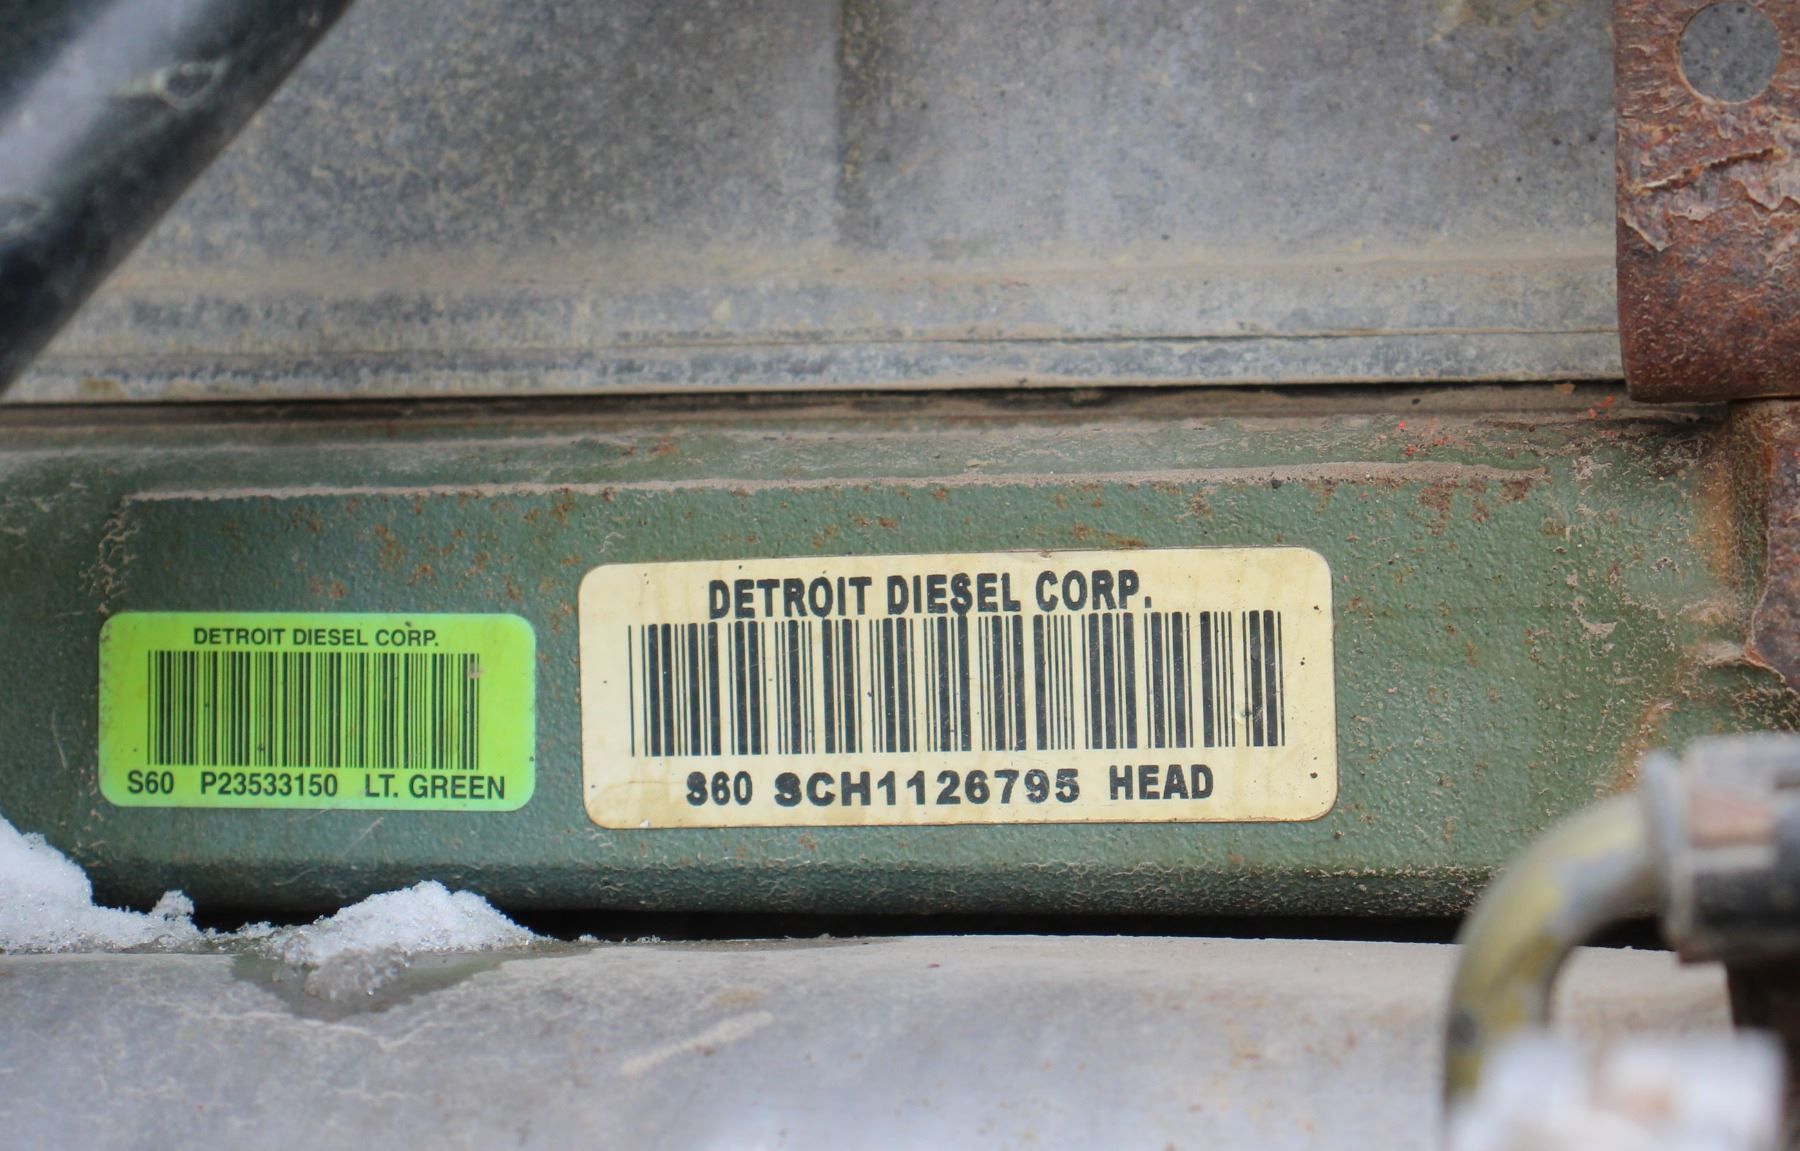 DETROIT DIESEL CORP.
S60 P23533150 LT. GREEN
DETROIT DIESEL CORP.
S60 SCH1126795 HEAD